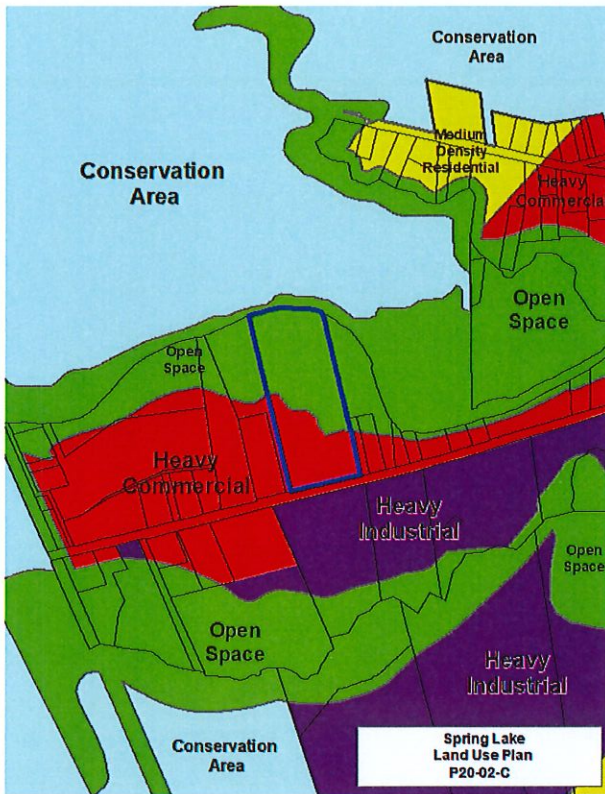 Conservation
Area
Medium
Density
Residential
Conservation
Area
Heavy
Commercial
Open
Space
Open
Space
Heavy
Commercial
Heavy
Industrial
Open
Space
Open
Space
Heavy
Industrial
Conservation
Area
Spring Lake
Land Use Plan
P20-02-C